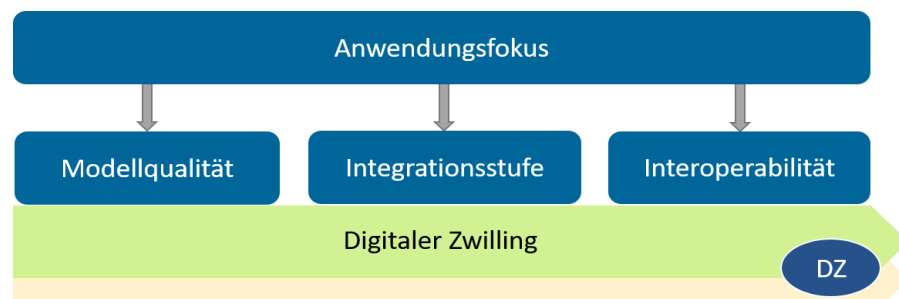 Anwendungsfokus
Modellqualität
Integrationsstufe
Interoperabilität
Digitaler Zwilling
DZ